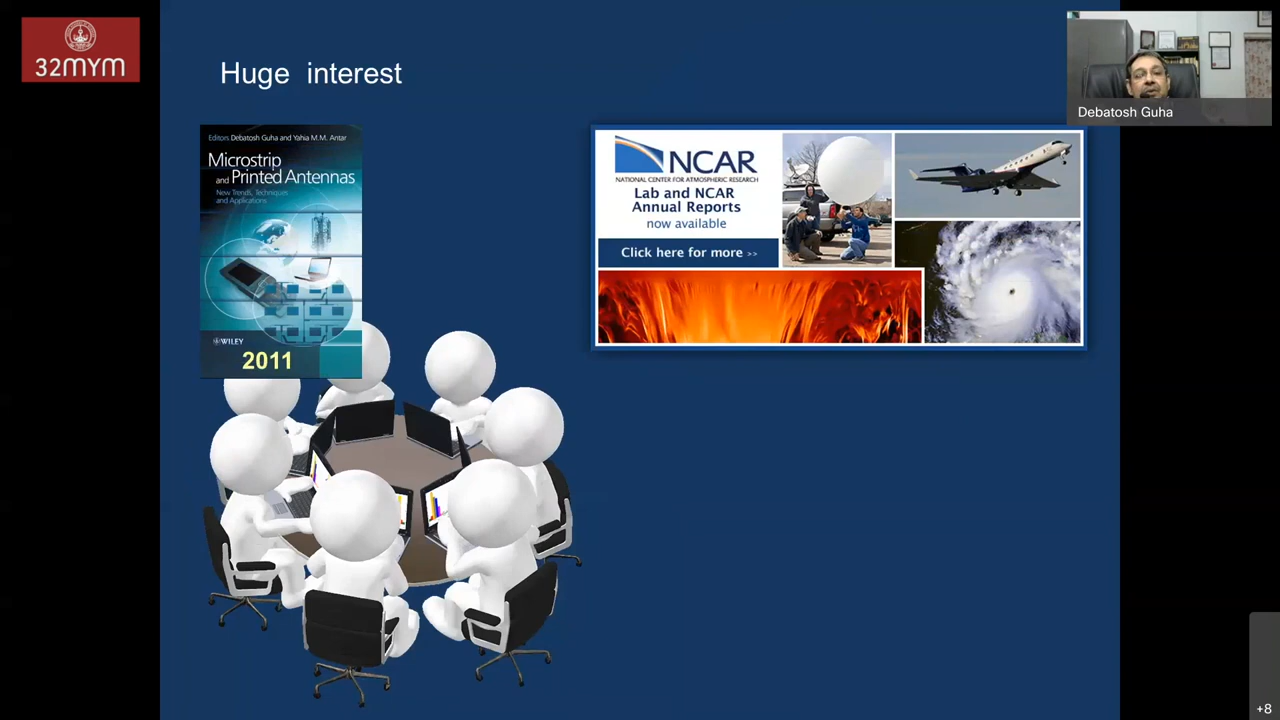 32MYM
Huge interest
Editors Debatosh Guha and Yahia M.M. Antar
Microstrip
and Printed Antennas
New Trends, Techniques
and Applications
WILEY
2011
NCAR
NATIONAL CENTER FOR ATMOSPHERIC RESEARCH
Lab and NCAR
Annual Reports
now available
Click here for more >>
Debatosh Guha
+8